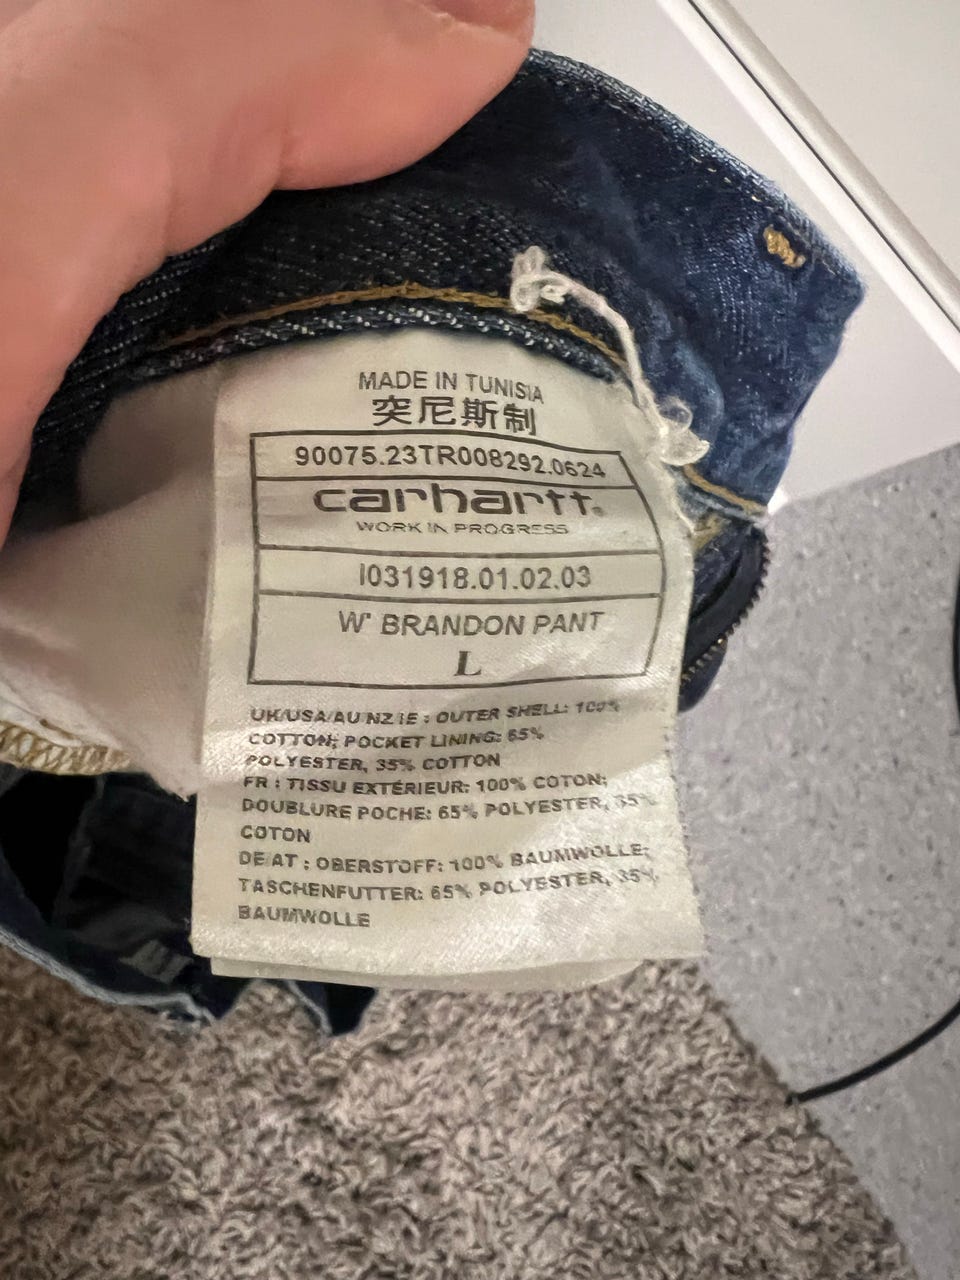 MADE IN TUNISIA
突尼斯制
90075.23TR008292.0624
carhartt®
WORK IN PROGRESS
I031918.01.02.03
W' BRANDON PANT
L
UK/USA/AU/NZ/IE : OUTER SHELL: 100%
COTTON; POCKET LINING: 65%
POLYESTER, 35% COTTON
FR : TISSU EXTÉRIEUR: 100% COTON;
DOUBLURE POCHE: 65% POLYESTER, 35%
COTON
DE/AT : OBERSTOFF: 100% BAUMWOLLE;
TASCHENFUTTER: 65% POLYESTER, 35%
BAUMWOLLE